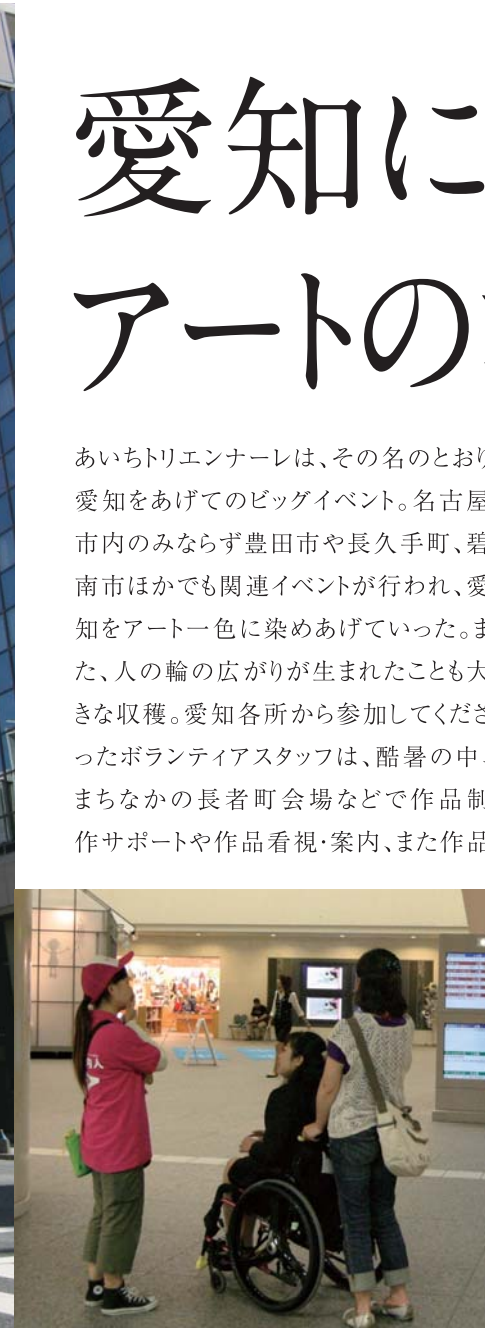 愛知に
アートの
あいちトリエンナーレは、その名のとおり
愛知をあげてのビッグイベント。名古屋
市内のみならず豊田市や長久手町、碧
南市ほかでも関連イベントが行われ、愛
知をアート一色に染めあげていった。ま
た、人の輪の広がりが生まれたことも大
きな収穫。愛知各所から参加してくださ
ったボランティアスタッフは、酷暑の中、
まちなかの長者町会場などで作品制
作サポートや作品看視・案内、また作品
人